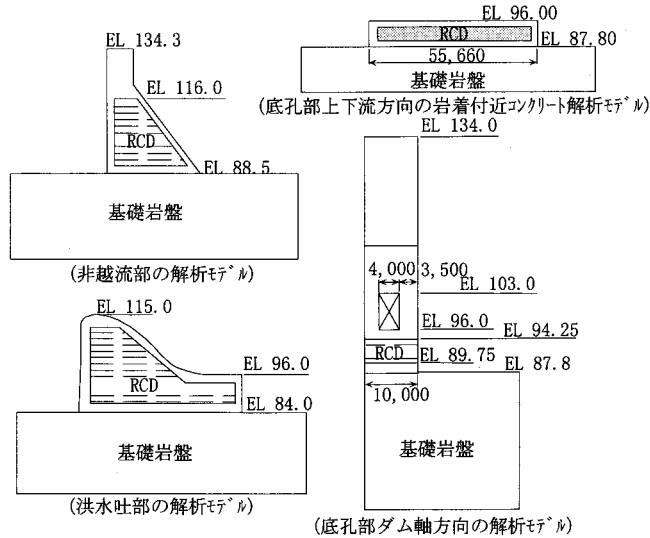 EL 134.3
EL 116.0
RCD
EL 88.5
基礎岩盤
(非越流部の解析ﾓﾃﾞﾙ)
EL 96.00
RCD
EL 87.80
55,660
基礎岩盤
(底孔部上下流方向の岩着付近ｺﾝｸﾘｰﾄ解析ﾓﾃﾞﾙ)
EL 134.0
4,000
3,500
EL 103.0
EL 96.0
EL 94.25
RCD
EL 89.75
EL 87.8
10,000
基礎岩盤
(底孔部ダム軸方向の解析ﾓﾃﾞﾙ)
EL 115.0
EL 96.0
RCD
EL 84.0
基礎岩盤
(洪水吐部の解析ﾓﾃﾞﾙ)